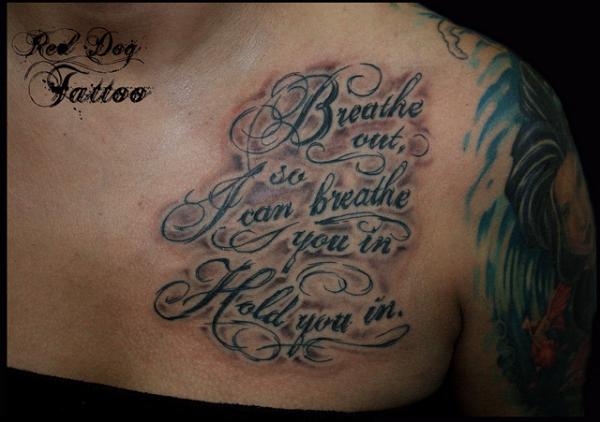 Red Dog
Tattoo
Breathe
out,
so
I can breathe
you in
Hold you in.